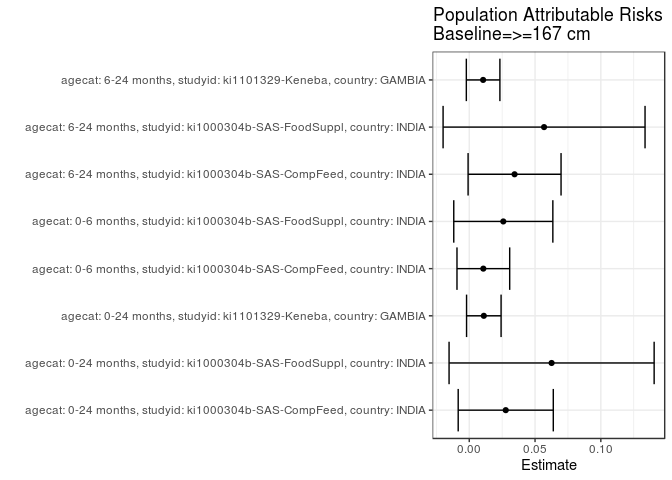 Population Attributable Risks
Baseline=>=167 cm
agecat: 6-24 months, studyid: ki1101329-Keneba, country: GAMBIA
agecat: 6-24 months, studyid: ki1000304b-SAS-FoodSuppl, country: INDIA
agecat: 6-24 months, studyid: ki1000304b-SAS-CompFeed, country: INDIA
agecat: 0-6 months, studyid: ki1000304b-SAS-FoodSuppl, country: INDIA
agecat: 0-6 months, studyid: ki1000304b-SAS-CompFeed, country: INDIA
agecat: 0-24 months, studyid: ki1101329-Keneba, country: GAMBIA
agecat: 0-24 months, studyid: ki1000304b-SAS-FoodSuppl, country: INDIA
agecat: 0-24 months, studyid: ki1000304b-SAS-CompFeed, country: INDIA
0.00 0.05 0.10
Estimate